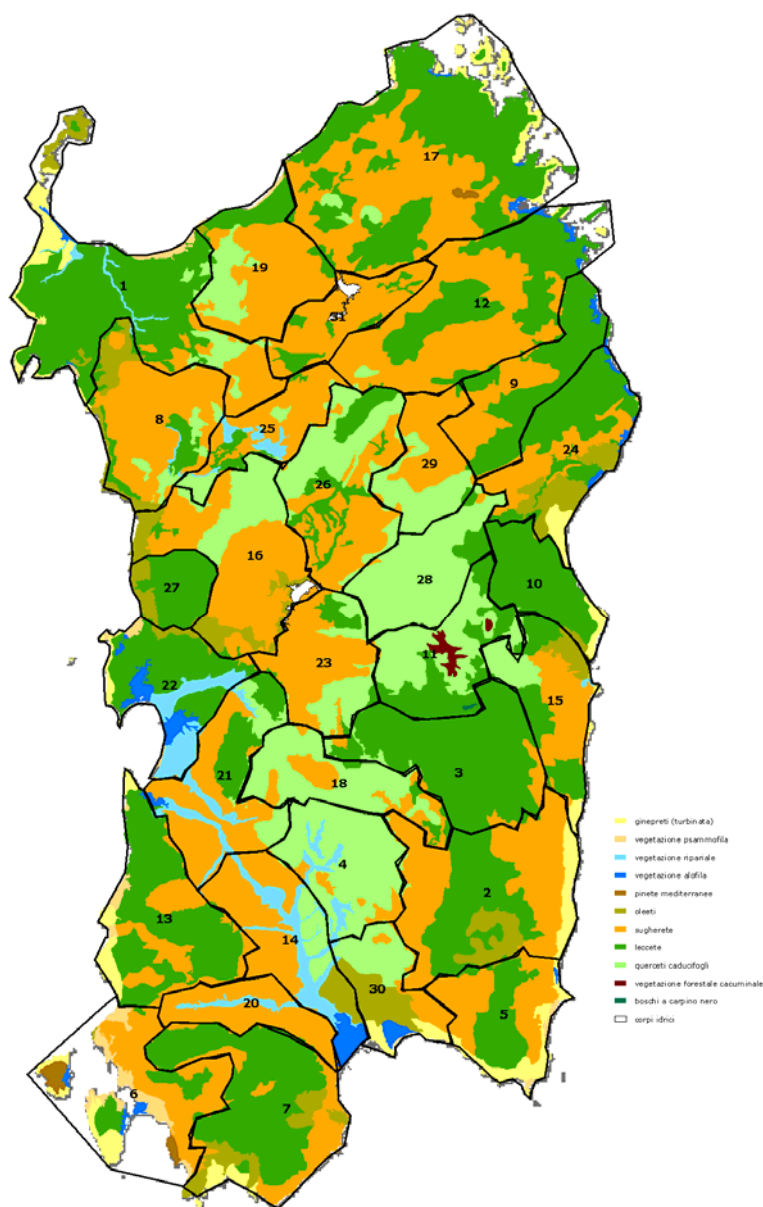 17
19
1
12
31
9
8
25
24
29
26
16
28
10
27
11
23
22
15
3
21
18
4
2
13
14
30
20
5
6
7
ginepreti (turbinata)
vegetazione psammofila
vegetazione ripariale
vegetazione alofila
pinete mediterranee
oleeti
sugherete
leccete
querceti caducifogli
vegetazione forestale cacuminale
boschi a carpino nero
corpi idrici